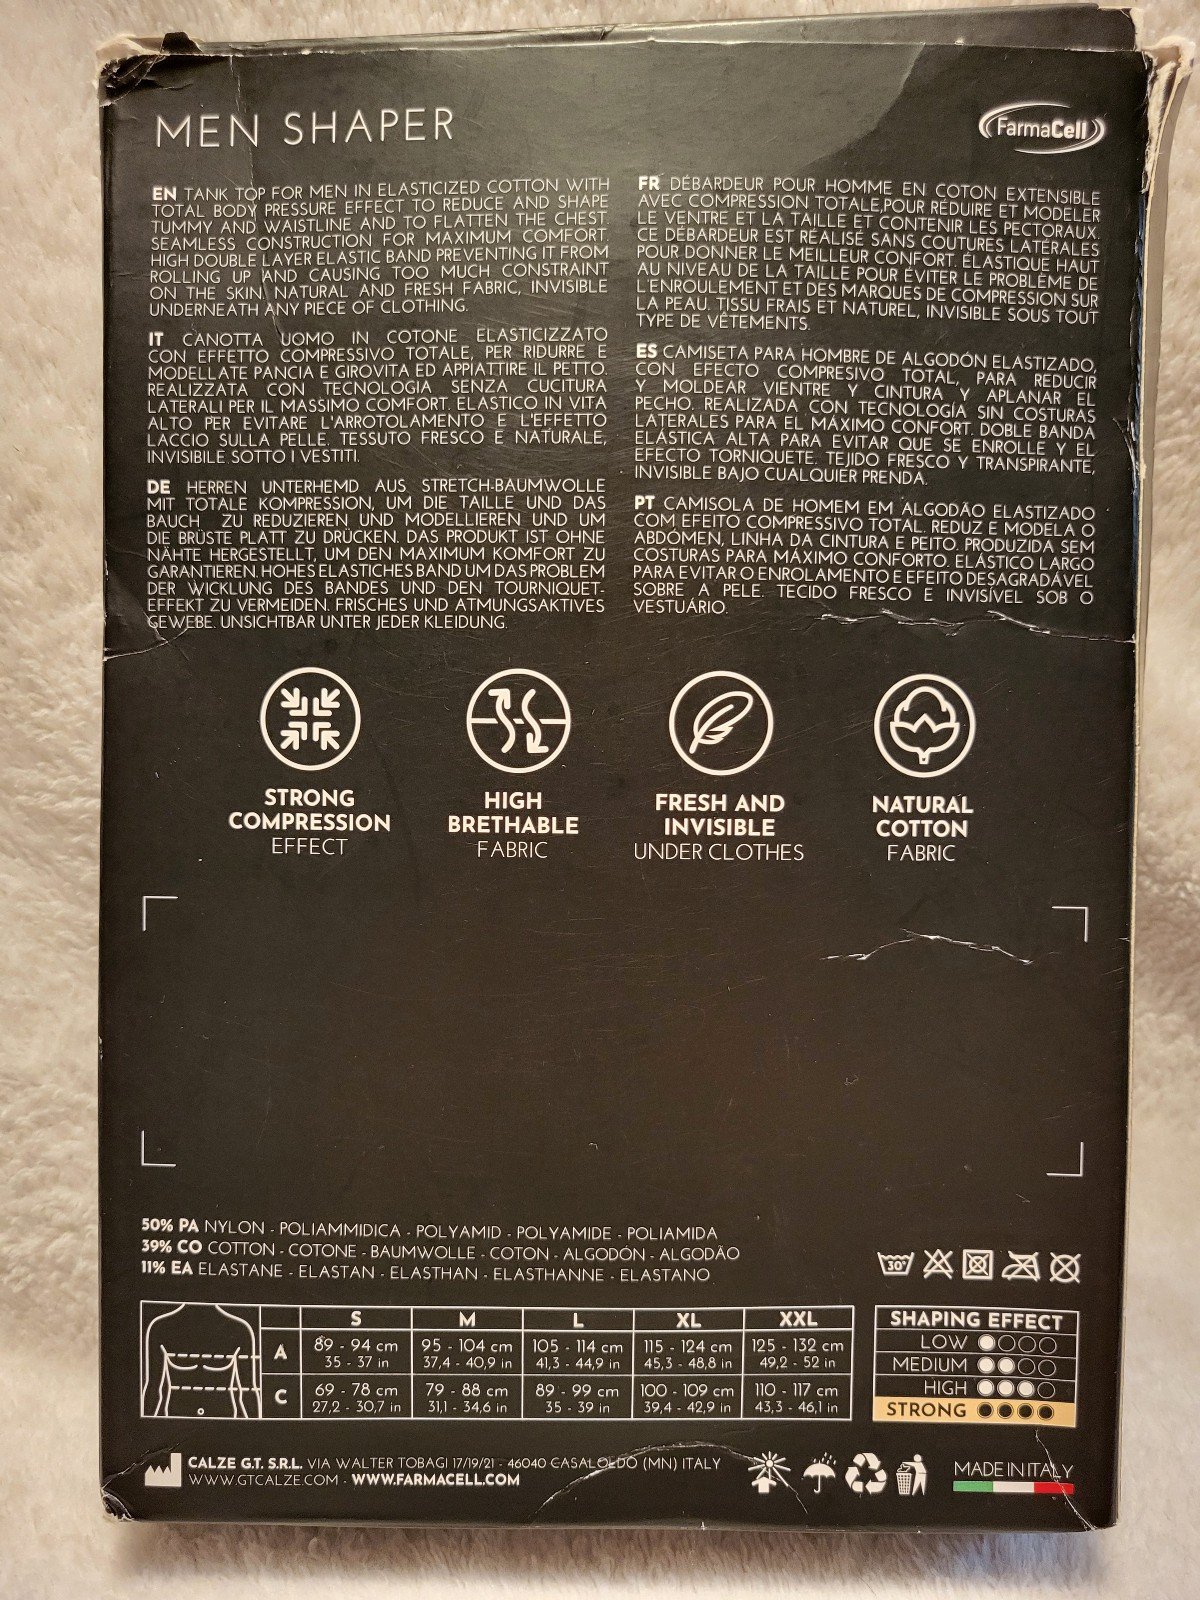 MEN SHAPER
FarmaCell
EN TANK TOP FOR MEN IN ELASTICIZED COTTON WITH
TOTAL BODY PRESSURE EFFECT TO REDUCE AND SHAPE
TUMMY AND WAISTLINE AND TO FLATTEN THE CHEST.
SEAMLESS CONSTRUCTION FOR MAXIMUM COMFORT.
HIGH DOUBLE LAYER ELASTIC BAND PREVENTING IT FROM
ROLLING UP AND CAUSING TOO MUCH CONSTRAINT
ON THE SKIN. NATURAL AND FRESH FABRIC, INVISIBLE
UNDERNEATH ANY PIECE OF CLOTHING.
IT CANOTTA UOMO IN COTONE ELASTICIZZATO
CON EFFETTO COMPRESSIVO TOTALE, PER RIDURRE E
MODELLATE PANCIA E GIROVITA ED APPIATTIRE IL PETTO.
REALIZZATA CON TECNOLOGIA SENZA CUCITURA
LATERALI PER IL MASSIMO COMFORT. ELASTICO IN VITA
ALTO PER EVITARE L'ARROTOLAMENTO E L'EFFETTO
LACCIO SULLA PELLE. TESSUTO FRESCO E NATURALE,
INVISIBILE SOTTO I VESTITI.
DE HERREN UNTERHEMD AUS STRETCH-BAUMWOLLE
MIT TOTALE KOMPRESSION, UM DIE TAILLE UND DAS
BAUCH ZU REDUZIEREN UND MODELLIEREN UND UM
DIE BRÜSTE PLATT ZU DRÜCKEN. DAS PRODUKT IST OHNE
NÄHTE HERGESTELLT, UM DEN MAXIMUM KOMFORT ZU
GARANTIEREN. HOHES ELASTICHES BAND UM DAS PROBLEM
DER WICKLUNG DES BANDES UND DEN TOURNIQUET-
EFFEKT ZU VERMEIDEN. FRISCHES UND ATMUNGSAKTIVES
GEWEBE. UNSICHTBAR UNTER JEDER KLEIDUNG.
FR DÉBARDEUR POUR HOMME EN COTON EXTENSIBLE
AVEC COMPRESSION TOTALE,POUR RÉDUIRE ET MODELER
LE VENTRE ET LA TAILLE ET CONTENIR LES PECTORAUX.
CE DÉBARDEUR EST RÉALISÉ SANS COUTURES LATÉRALES
POUR DONNER LE MEILLEUR CONFORT. ÉLASTIQUE HAUT
AU NIVEAU DE LA TAILLE POUR ÉVITER LE PROBLÈME DE
L'ENROULEMENT ET DES MARQUES DE COMPRESSION SUR
LA PEAU. TISSU FRAIS ET NATUREL, INVISIBLE SOUS TOUT
TYPE DE VÊTEMENTS.
ES CAMISETA PARA HOMBRE DE ALGODÓN ELASTIZADO,
CON EFECTO COMPRESIVO TOTAL, PARA REDUCIR
Y MOLDEAR VIENTRE Y CINTURA Y APLANAR EL
PECHO. REALIZADA CON TECNOLOGÍA SIN COSTURAS
LATERALES PARA EL MÁXIMO CONFORT. DOBLE BANDA
ELÁSTICA ALTA PARA EVITAR QUE SE ENROLLE Y EL
EFECTO TORNIQUETE. TEJIDO FRESCO Y TRANSPIRANTE,
INVISIBLE BAJO CUALQUIER PRENDA.
PT CAMISOLA DE HOMEM EM ALGODÃO ELASTIZADO
COM EFEITO COMPRESSIVO TOTAL. REDUZ E MODELA O
ABDÓMEN, LINHA DA CINTURA E PEITO. PRODUZIDA SEM
COSTURAS PARA MÁXIMO CONFORTO. ELÁSTICO LARGO
PARA EVITAR O ENROLAMENTO E EFEITO DESAGRADÁVEL
SOBRE A PELE. TECIDO FRESCO E INVISÍVEL SOB O
VESTUÁRIO.
STRONG
COMPRESSION
EFFECT
HIGH
BRETHABLE
FABRIC
FRESH AND
INVISIBLE
UNDER CLOTHES
NATURAL
COTTON
FABRIC
50% PA NYLON - POLIAMMIDICA - POLYAMID - POLYAMIDE - POLIAMIDA
39% CO COTTON - COTONE - BAUMWOLLE - COTON - ALGODÓN - ALGODÃO
11% EA ELASTANE - ELASTAN - ELASTHAN - ELASTHANNE - ELASTANO
30°
S M L XL XXL
A 89 - 94 cm 95 - 104 cm 105 - 114 cm 115 - 124 cm 125 - 132 cm
35 - 37 in 37,4 - 40,9 in 41,3 - 44,9 in 45,3 - 48,8 in 49,2 - 52 in
C 69 - 78 cm 79 - 88 cm 89 - 99 cm 100 - 109 cm 110 - 117 cm
27,2 - 30,7 in 31,1 - 34,6 in 35 - 39 in 39,4 - 42,9 in 43,3 - 46,1 in
SHAPING EFFECT
LOW
MEDIUM
HIGH
STRONG
CALZE G.T. S.R.L. VIA WALTER TOBAGI 17/19/21 - 46040 CASALOLDO (MN) ITALY
WWW.GTCALZE.COM - WWW.FARMACELL.COM
MADE IN ITALY